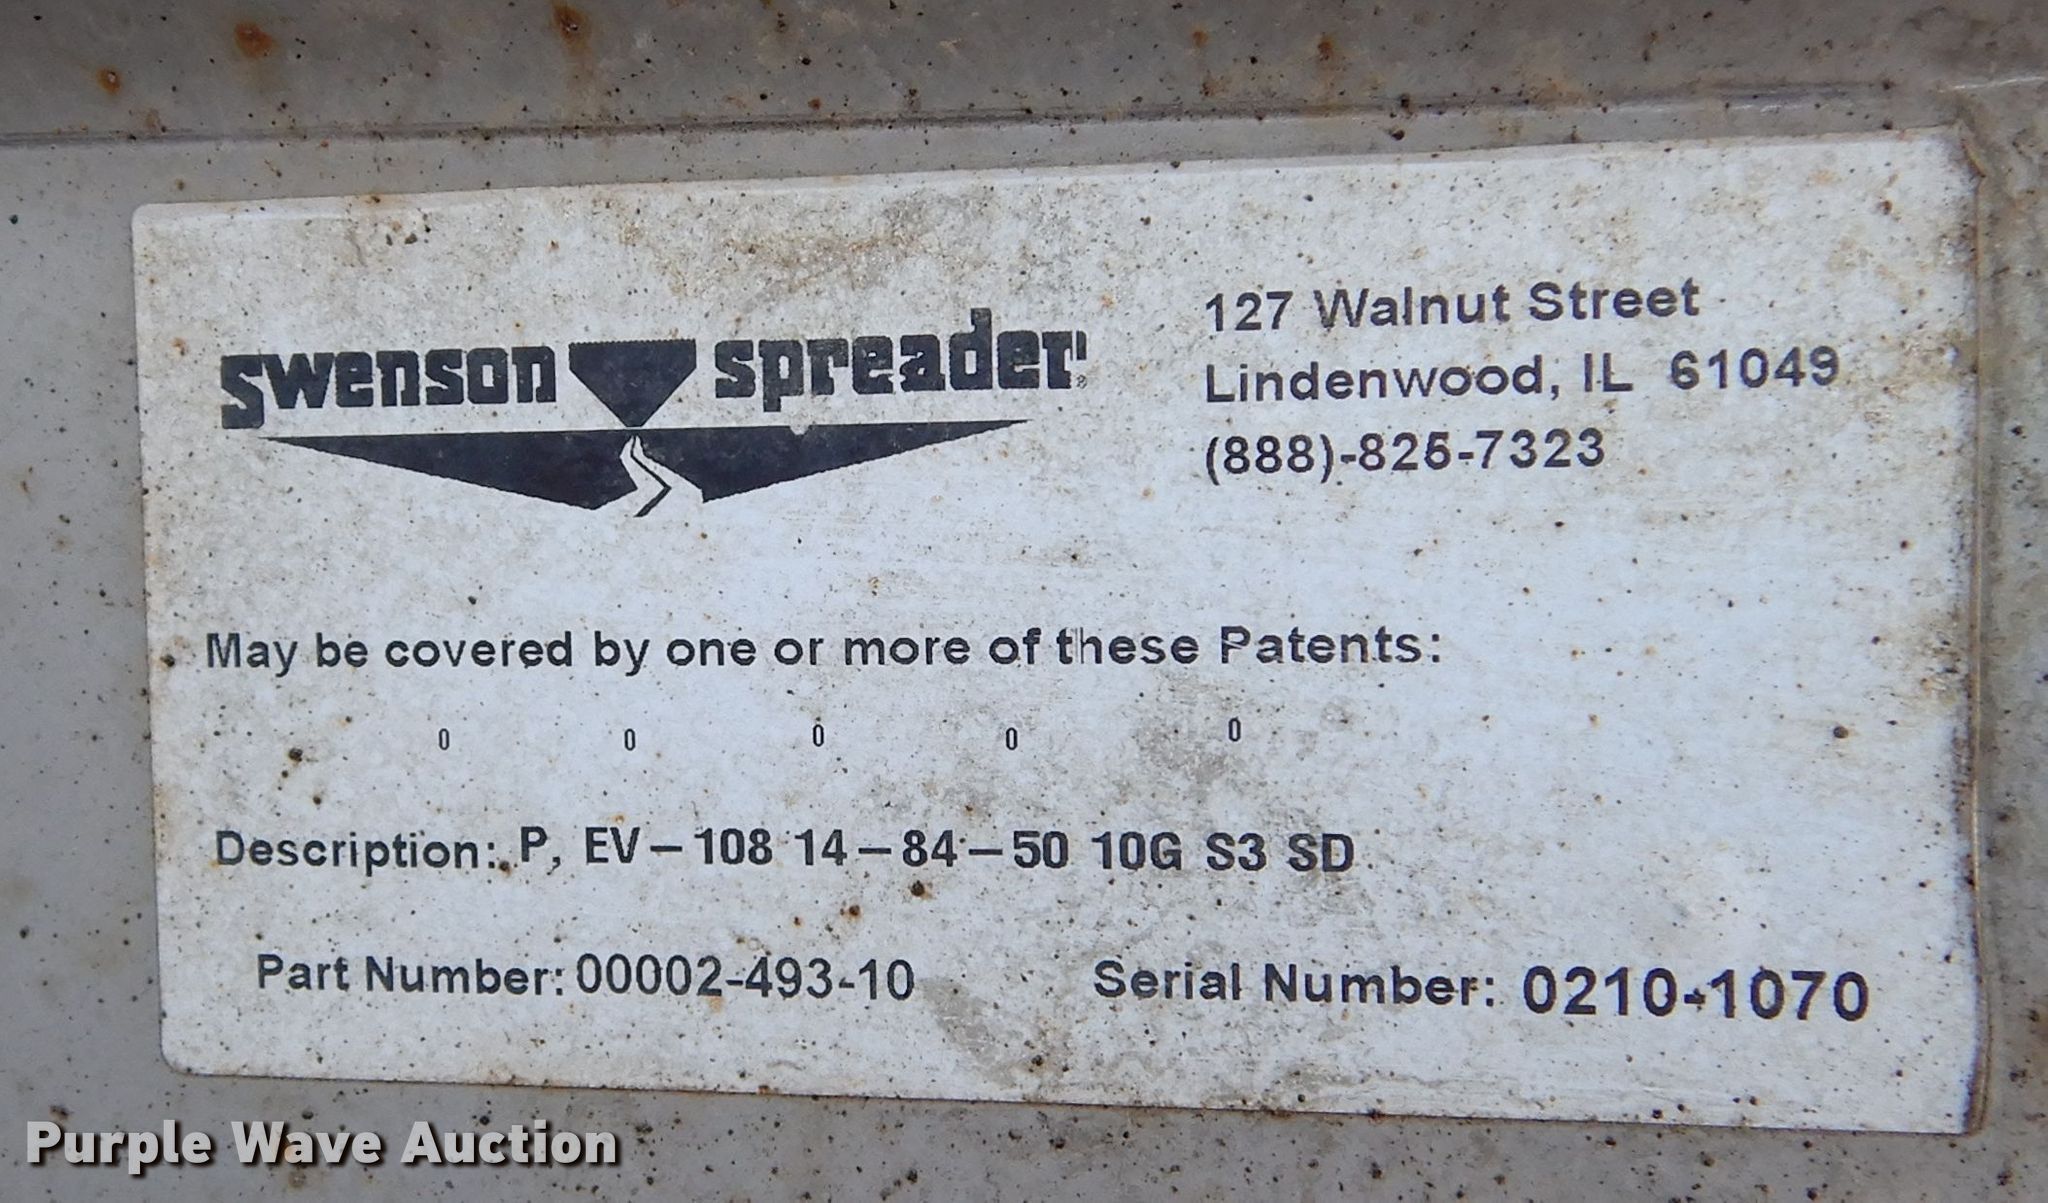 swenson spreader®
127 Walnut Street
Lindenwood, IL 61049
(888)-825-7323
May be covered by one or more of these Patents:
0 0 0 0 0
Description: P, EV-108 14-84-50 10G S3 SD
Part Number: 00002-493-10 Serial Number: 0210-1070
Purple Wave Auction